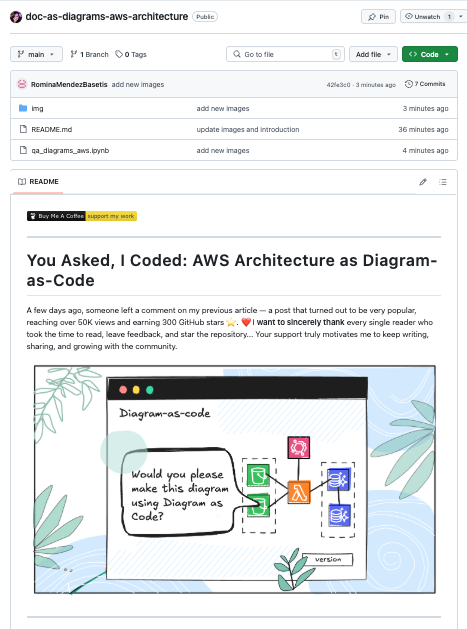 doc-as-diagrams-aws-architecture Public
Pin
Unwatch 1
main
1 Branch
0 Tags
Go to file
t
Add file
Code
RominaMendezBasetis add new images
42fe3c0 · 3 minutes ago
7 Commits
img add new images 3 minutes ago
README.md update images and introduction 36 minutes ago
qa_diagrams_aws.ipynb add new images 4 minutes ago
README
Buy Me A Coffee support my work
You Asked, I Coded: AWS Architecture as Diagram-
as-Code
A few days ago, someone left a comment on my previous article — a post that turned out to be very popular,
reaching over 50K views and earning 300 GitHub stars ⭐. ❤️ I want to sincerely thank every single reader who
took the time to read, leave feedback, and star the repository... Your support truly motivates me to keep writing,
sharing, and growing with the community.
Diagram-as-code
Would you please
make this diagram
using Diagram as
Code?
version